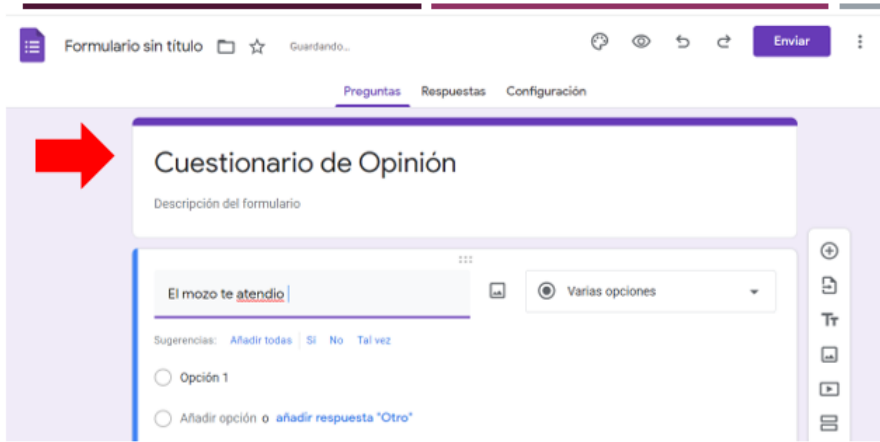 Formulario sin título Guardando... Enviar
Preguntas Respuestas Configuración
Cuestionario de Opinión
Descripción del formulario
El mozo te atendio Varias opciones
Sugerencias: Añadir todas Sí No Tal vez
Opción 1
Añadir opción o añadir respuesta "Otro"
Tт